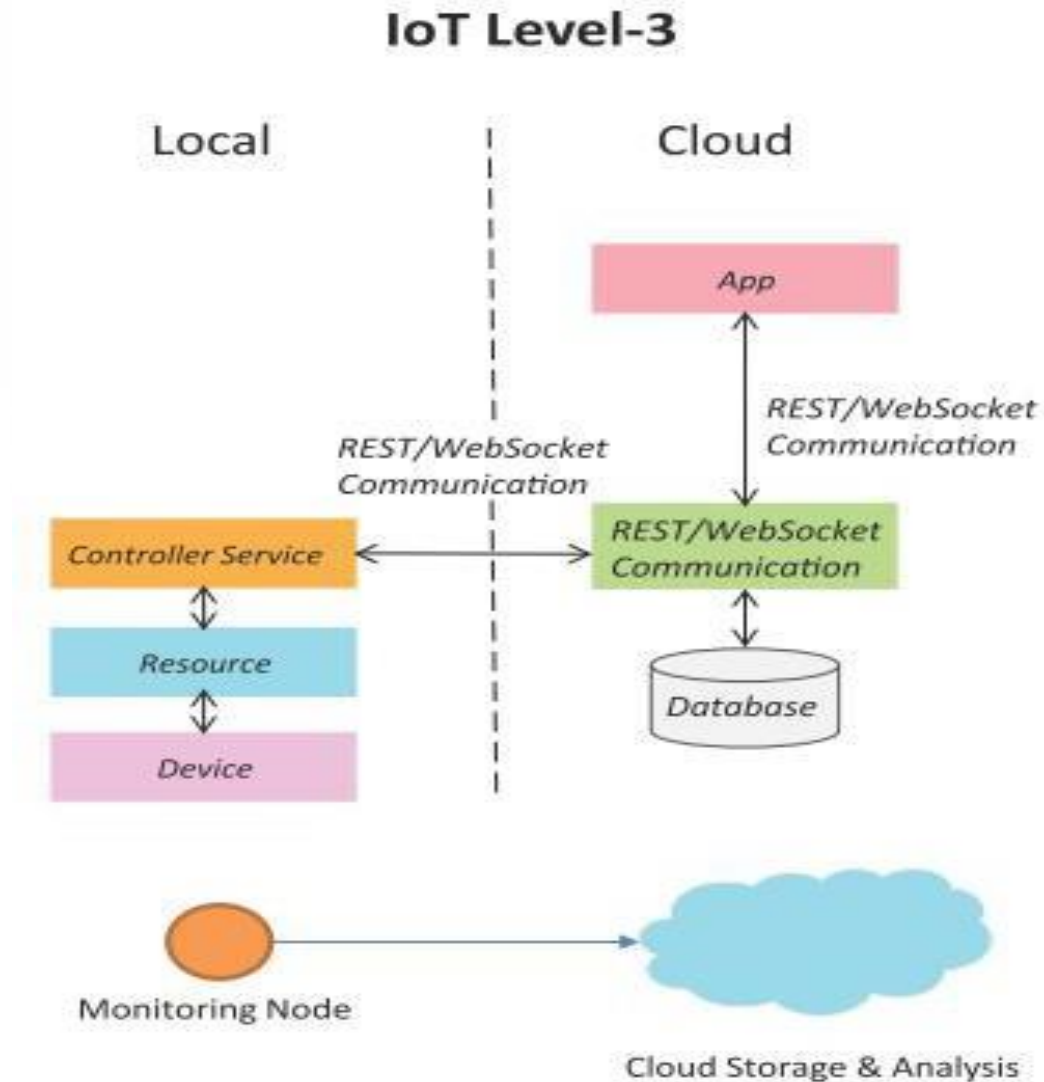 IoT Level-3
Local
Cloud
App
REST/WebSocket
Communication
REST/WebSocket
Communication
Controller Service
REST/WebSocket
Communication
Resource
Database
Device
Monitoring Node
Cloud Storage & Analysis